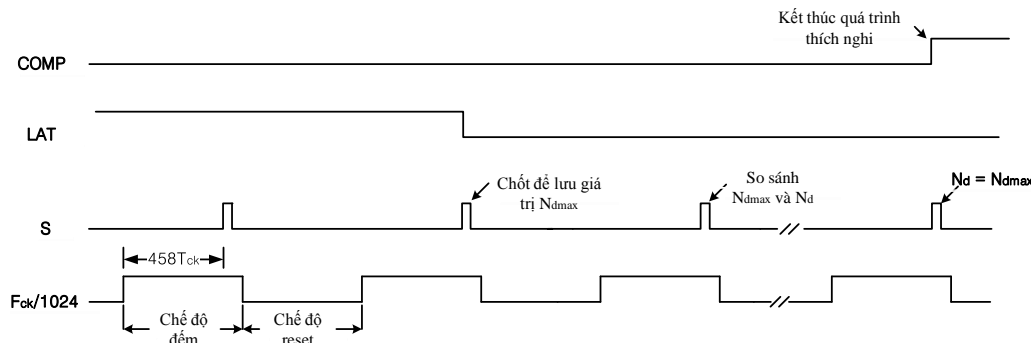 Kết thúc quá trình
thích nghi
COMP
LAT
Chốt để lưu giá
trị Ndmax
So sánh
Ndmax và Nd
Nd = Ndmax
S
458Tck
Fck/1024
Chế độ
đếm
Chế độ
reset